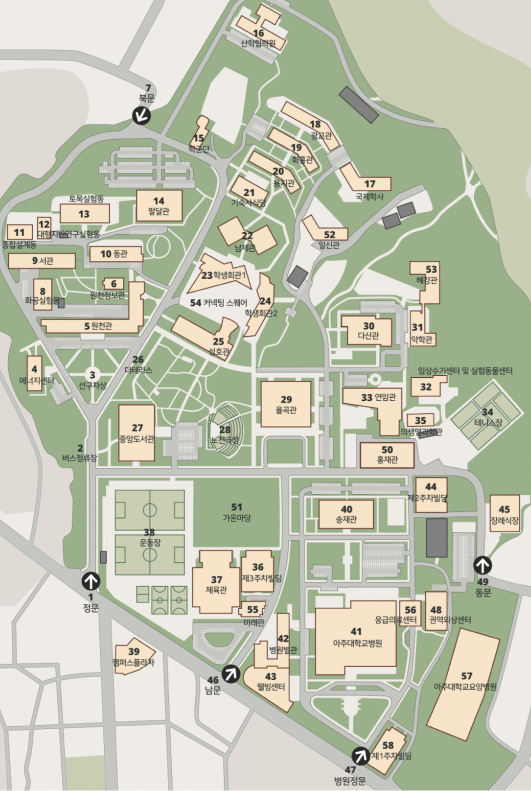 16
산학협력원
7
북문
15
학군단
18
광교관
19
화홍관
20
용지관
17
국제학사
21
기숙사식당
토목실험동
13
14
팔달관
11
종합설계동
12
대형지반연구실험동
22
남제관
52
일신관
9 서관
10 동관
23 학생회관1
53
혜강관
8
화공실험동
6
원천정보관
54 커넥팅 스퀘어
24
학생회관2
5 원천관
25
성호관
30
다산관
31
약학관
4
에너지센터
3
선구자상
26
더테라스
임상수기센터 및 실험동물센터
32
29
율곡관
33 연암관
34
테니스장
27
중앙도서관
28
노천극장
35
의생명과학관
2
버스정류장
50
홍재관
44
제2주차빌딩
38
운동장
51
가온마당
40
송재관
45
장례식장
37
체육관
36
제3주차빌딩
49
동문
1
정문
55
미래관
56
응급의료센터
48
권역외상센터
39
캠퍼스플라자
42
병원별관
41
아주대학교병원
46
남문
43
웰빙센터
57
아주대학교요양병원
58
제1주차빌딩
47
병원정문